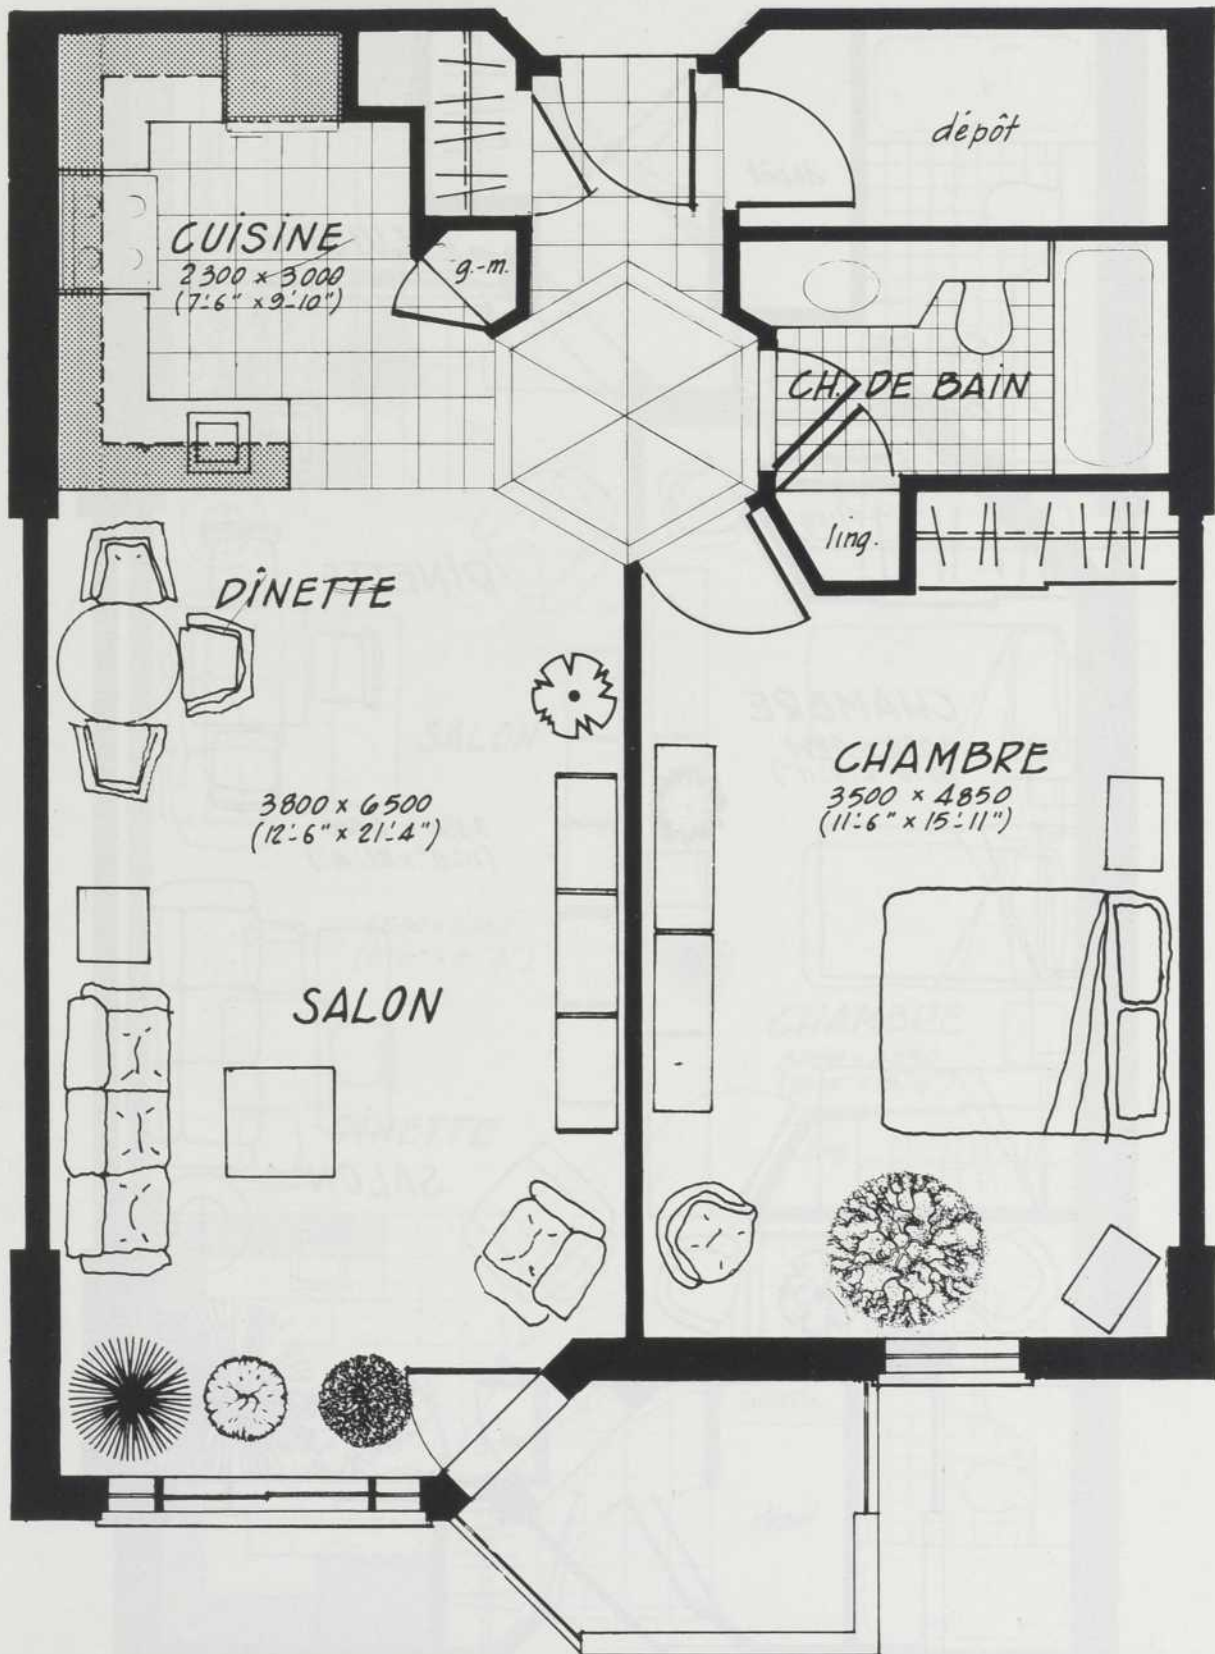 dépôt
CUISINE
2300 x 3000
(7'-6" x 9'-10")
g.-m.
CH. DE BAIN
ling.
DÎNETTE
CHAMBRE
3500 x 4850
(11'-6" x 15'-11")
3800 x 6500
(12'-6" x 21'-4")
SALON